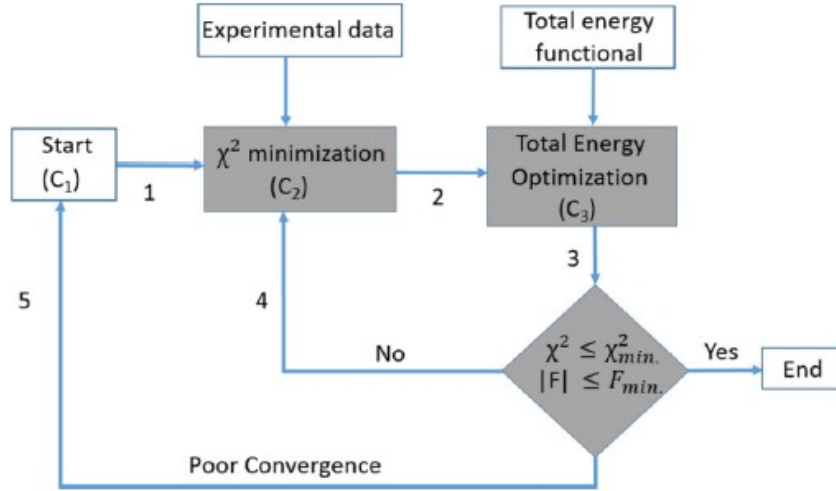 Experimental data
Total energy
functional
Start
(C₁)
1
χ² minimization
(C₂)
2
Total Energy
Optimization
(C₃)
3
5
4
No
χ² ≤ χ²min.
|F| ≤ Fmin.
Yes
End
Poor Convergence